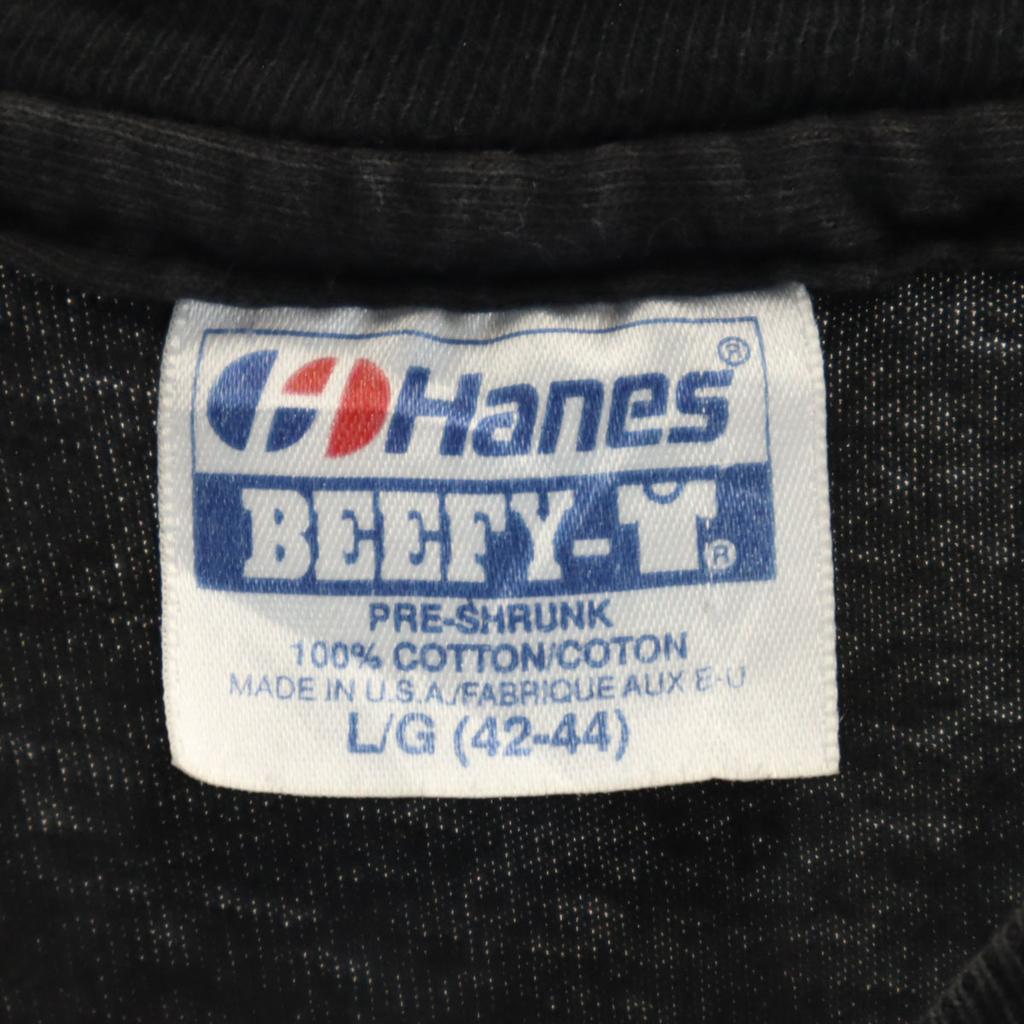 Hanes®
BEEFY-T®
PRE-SHRUNK
100% COTTON/COTON
MADE IN U.S.A./FABRIQUE AUX E-U
L/G (42-44)